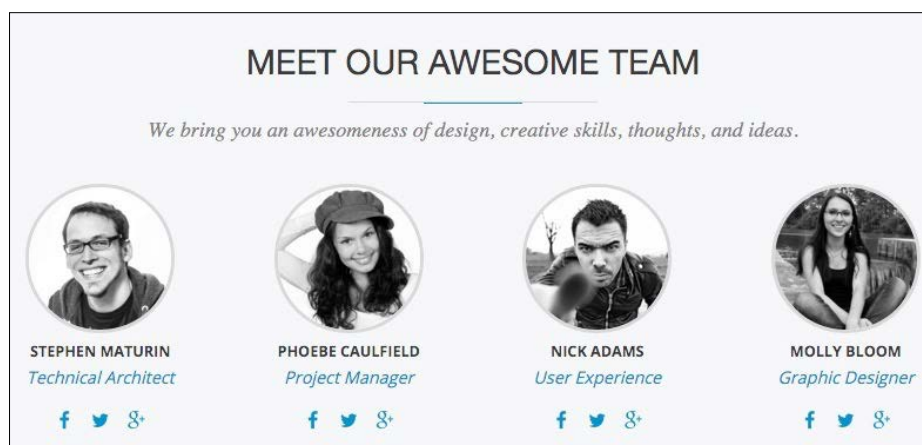 MEET OUR AWESOME TEAM
We bring you an awesomeness of design, creative skills, thoughts, and ideas.
STEPHEN MATURIN
Technical Architect
PHOEBE CAULFIELD
Project Manager
NICK ADAMS
User Experience
MOLLY BLOOM
Graphic Designer